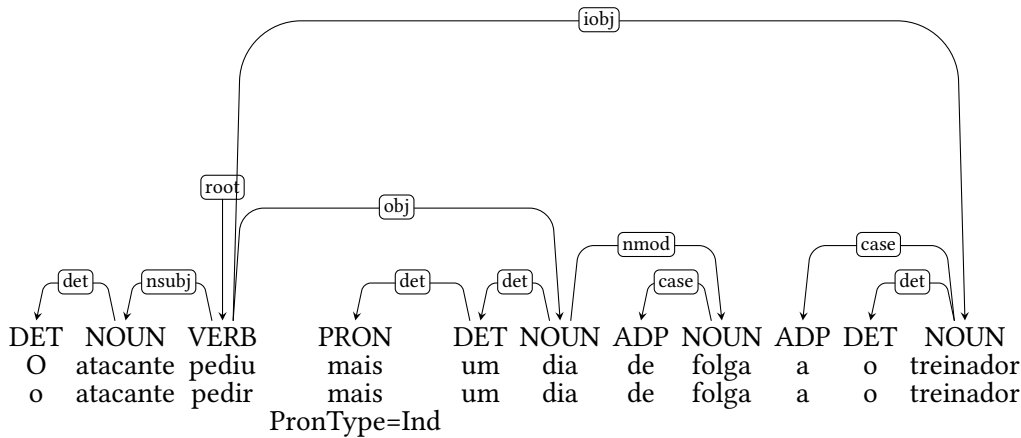 iobj
root
obj
nmod case
det nsubj det det case det
DET NOUN VERB PRON DET NOUN ADP NOUN ADP DET NOUN
O atacante pediu mais um dia de folga a o treinador
o atacante pedir mais um dia de folga a o treinador
PronType=Ind